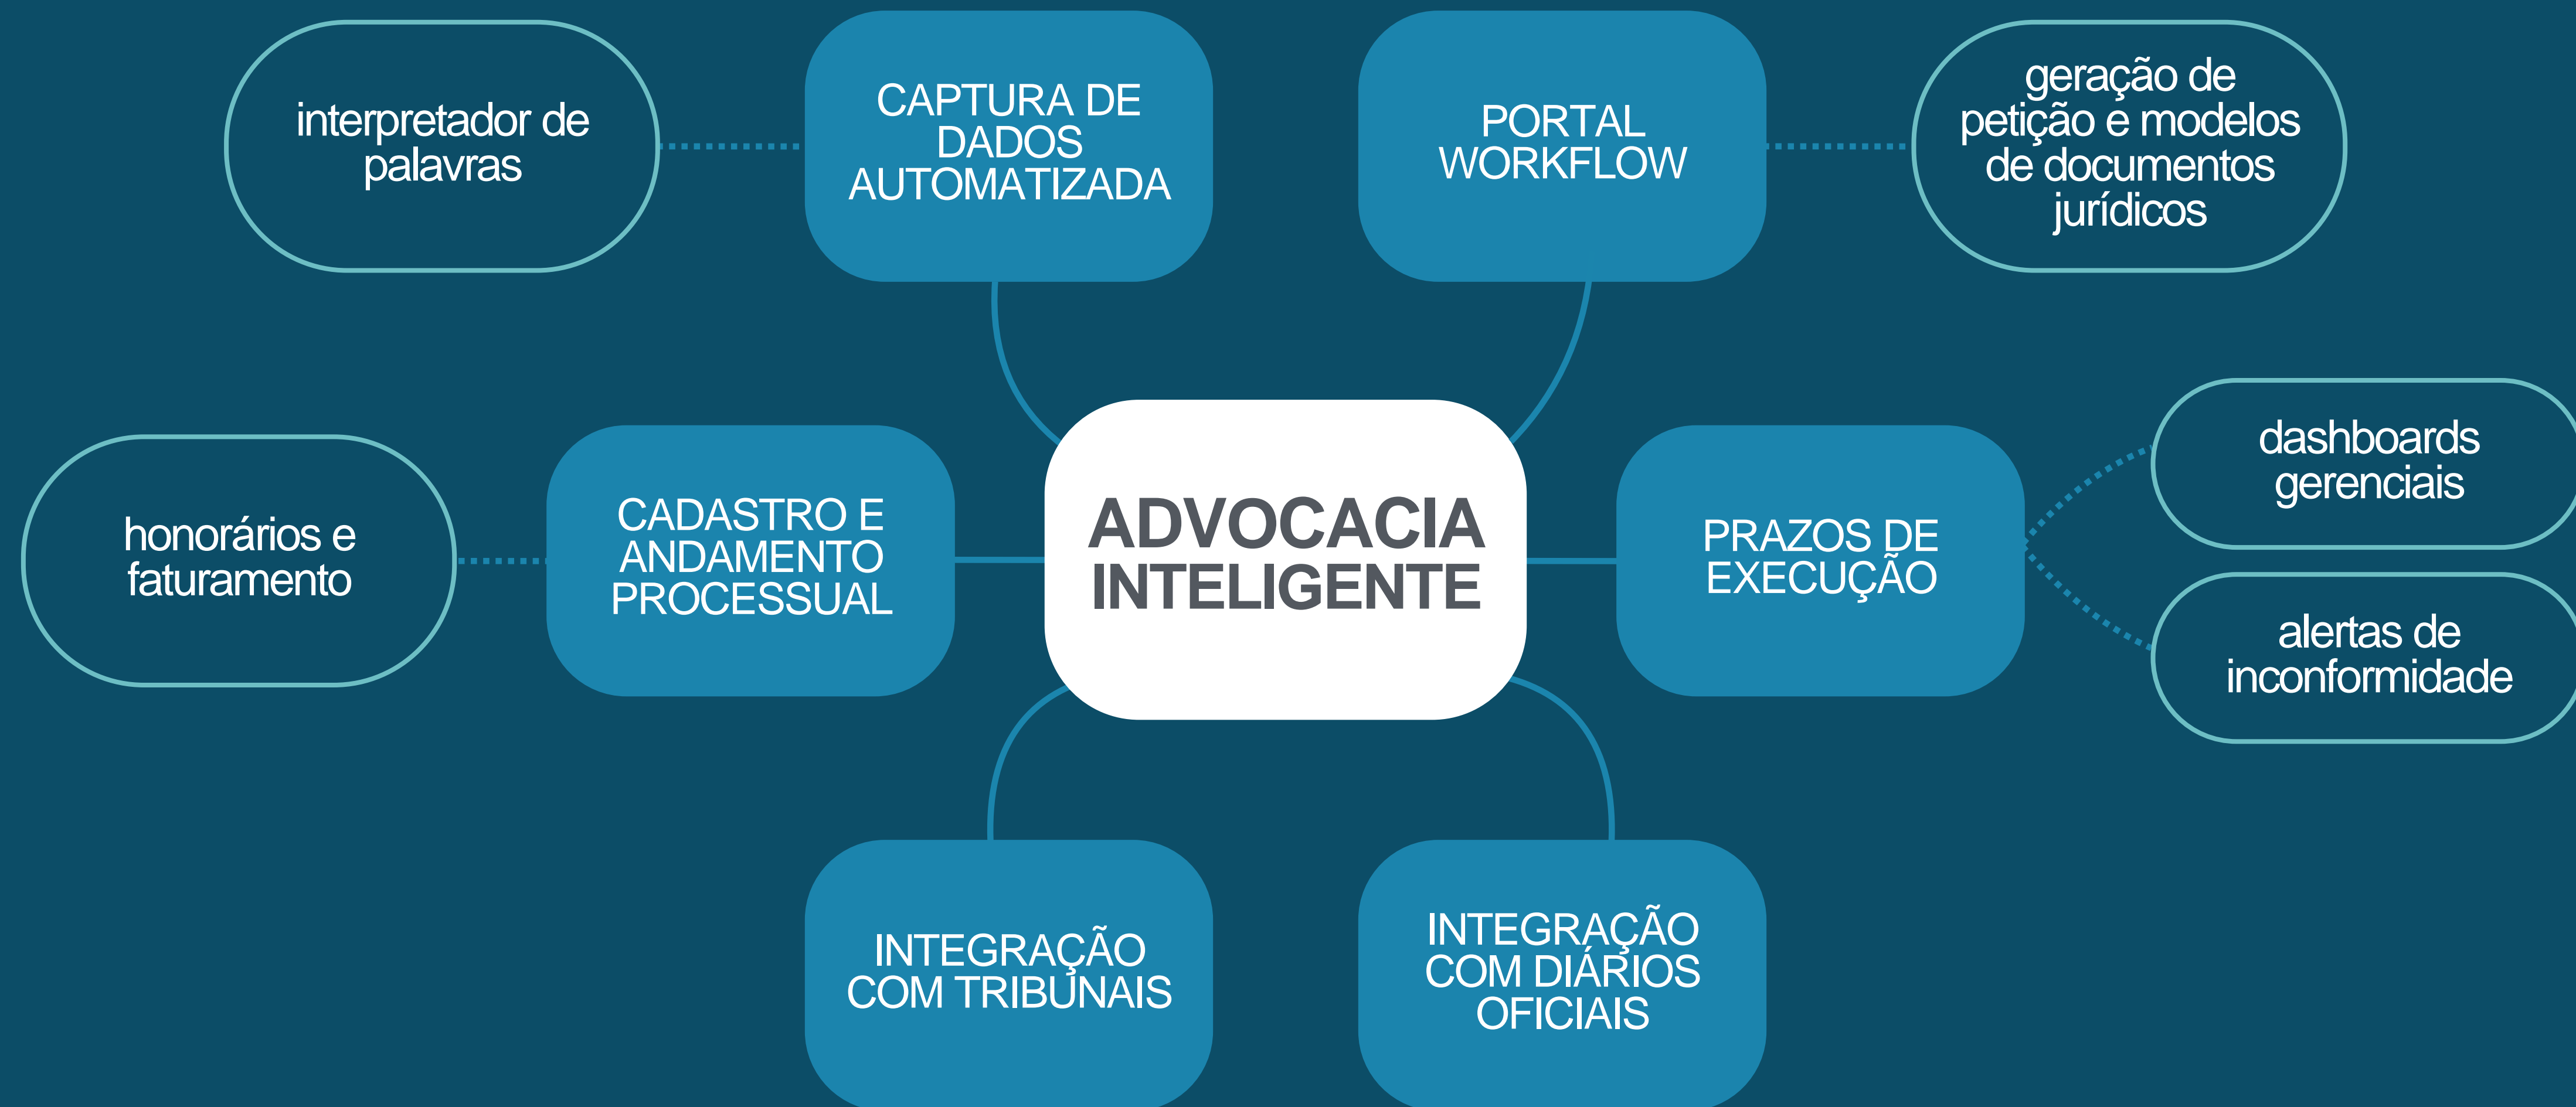 interpretador de
palavras
CAPTURA DE
DADOS
AUTOMATIZADA
PORTAL
WORKFLOW
geração de
petição e modelos
de documentos
jurídicos
honorários e
faturamento
CADASTRO E
ANDAMENTO
PROCESSUAL
ADVOCACIA
INTELIGENTE
PRAZOS DE
EXECUÇÃO
dashboards
gerenciais
alertas de
inconformidade
INTEGRAÇÃO
COM TRIBUNAIS
INTEGRAÇÃO
COM DIÁRIOS
OFICIAIS